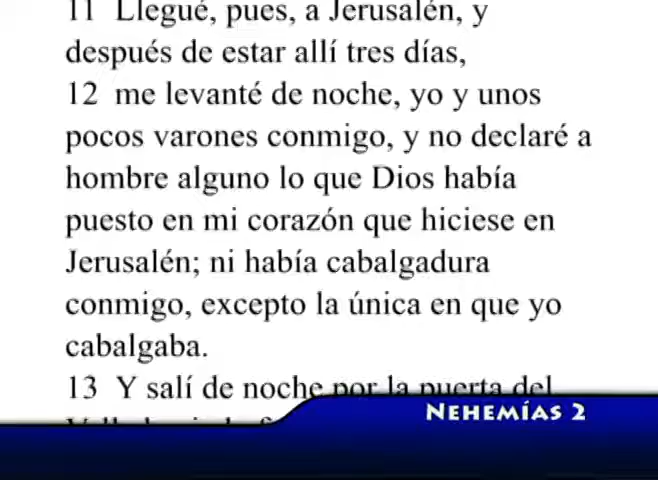 11 Llegué, pues, a Jerusalén, y
después de estar allí tres días,
12 me levanté de noche, yo y unos
pocos varones conmigo, y no declaré a
hombre alguno lo que Dios había
puesto en mi corazón que hiciese en
Jerusalén; ni había cabalgadura
conmigo, excepto la única en que yo
cabalgaba.
13 Y salí de noche por la puerta del
NEHEMÍAS 2